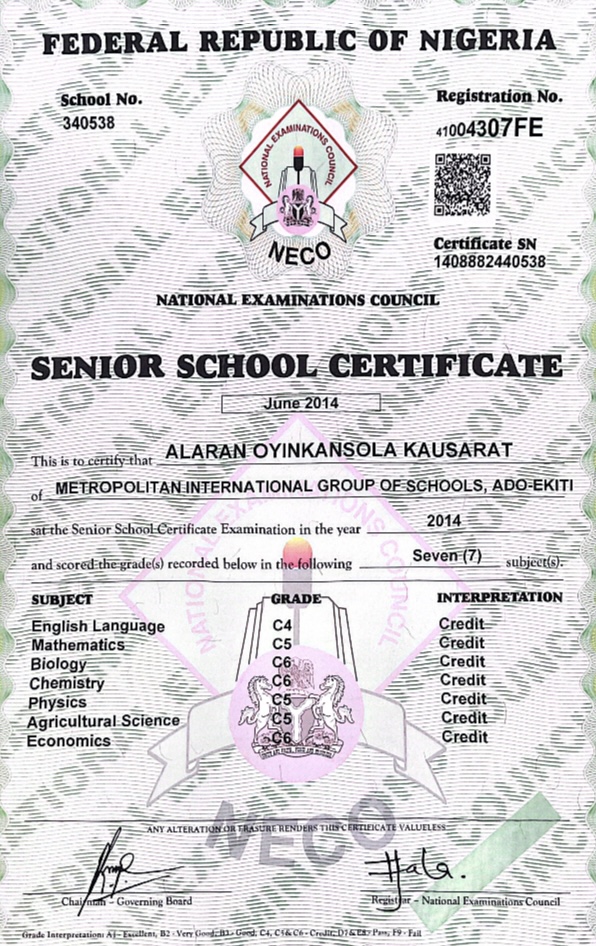 FEDERAL REPUBLIC OF NIGERIA
School No.
340538
Registration No.
41004307FE
NATIONAL EXAMINATIONS COUNCIL
NECO
Certificate SN
1408882440538
NATIONAL EXAMINATIONS COUNCIL
SENIOR SCHOOL CERTIFICATE
June 2014
This is to certify that ALARAN OYINKANSOLA KAUSARAT
of METROPOLITAN INTERNATIONAL GROUP OF SCHOOLS, ADO-EKITI
sat the Senior School Certificate Examination in the year 2014
and scored the grade(s) recorded below in the following Seven (7) subject(s).
SUBJECT GRADE INTERPRETATION
English Language C4 Credit
Mathematics C5 Credit
Biology C6 Credit
Chemistry C6 Credit
Physics C5 Credit
Agricultural Science C5 Credit
Economics C6 Credit
NATIONAL EXAMINATIONS COUNCIL
NECO
ANY ALTERATION OR ERASURE RENDERS THIS CERTIFICATE VALUELESS
Chairman - Governing Board
Registrar - National Examinations Council
Grade Interpretation: A1 - Excellent, B2 - Very Good, B3 - Good, C4, C5 & C6 - Credit, D7 & E8 - Pass, F9 - Fail